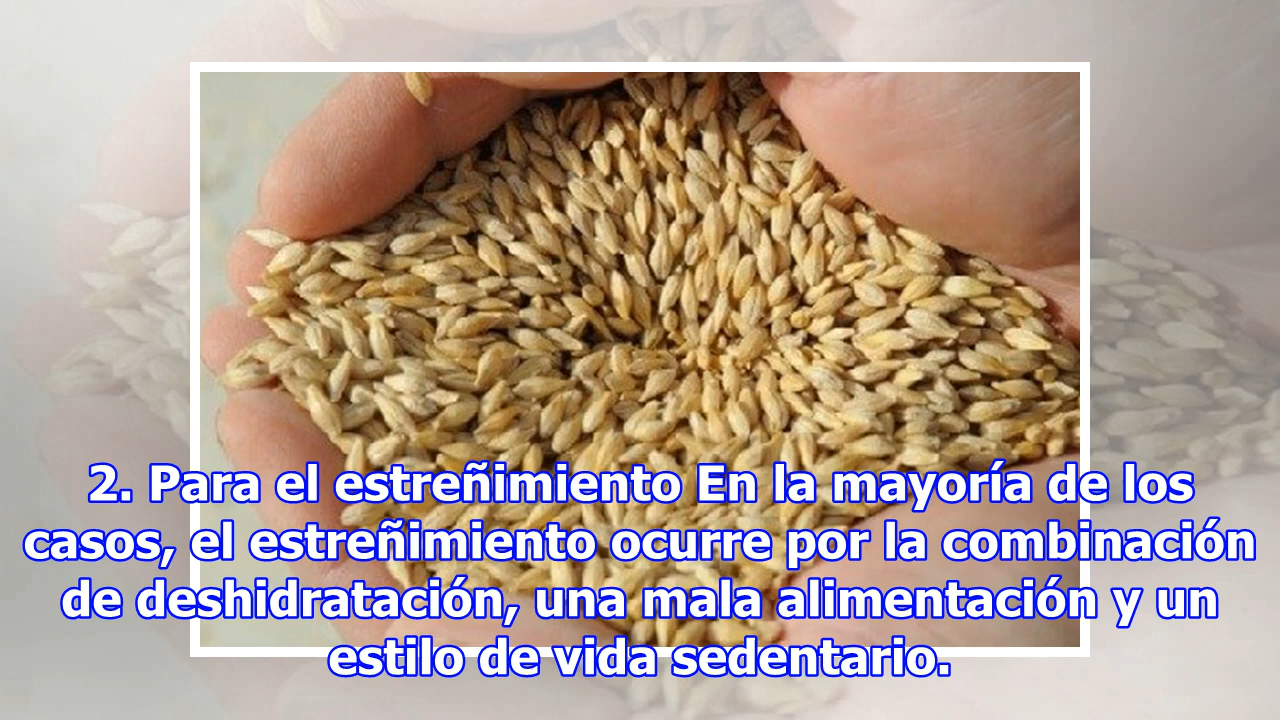 2. Para el estreñimiento En la mayoría de los
casos, el estreñimiento ocurre por la combinación
de deshidratación, una mala alimentación y un
estilo de vida sedentario.